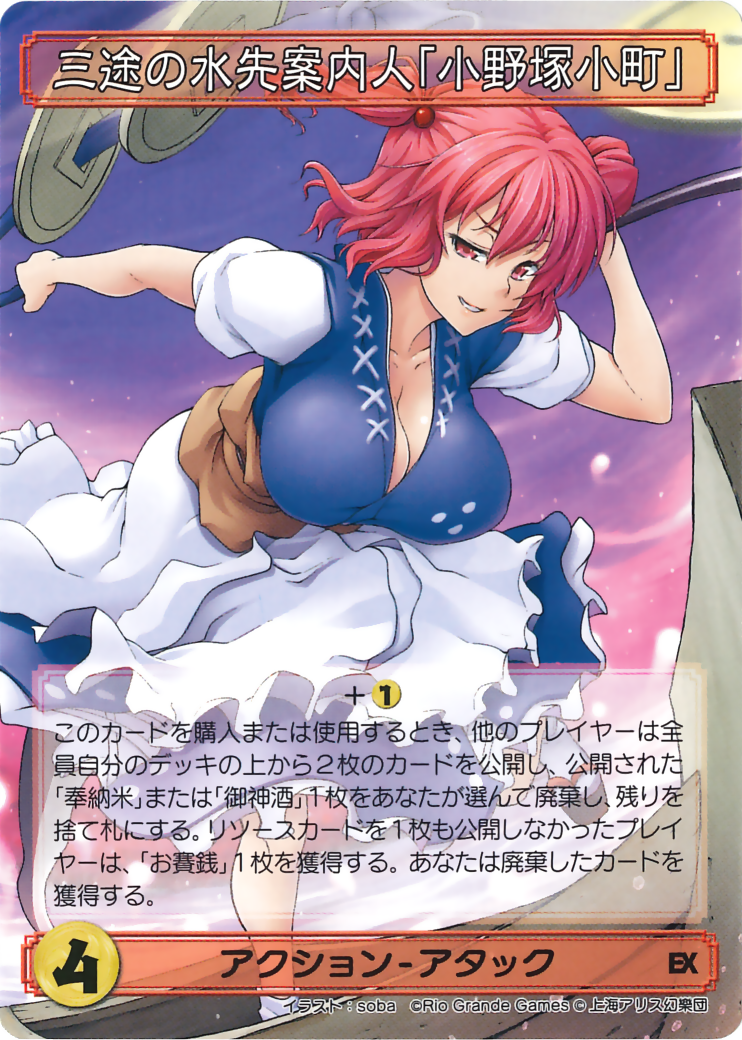 三途の水先案内人「小野塚小町」
+1
このカードを購入または使用するとき、他のプレイヤーは全
員自分のデッキの上から2枚のカードを公開し、公開された
「奉納米」または「御神酒」1枚をあなたが選んで廃棄し、残りを
捨て札にする。リソースカードを1枚も公開しなかったプレイ
ヤーは、「お賽銭」1枚を獲得する。あなたは廃棄したカードを
獲得する。
4
アクション-アタック
EX
イラスト:soba ©Rio Grande Games © 上海アリス幻樂団